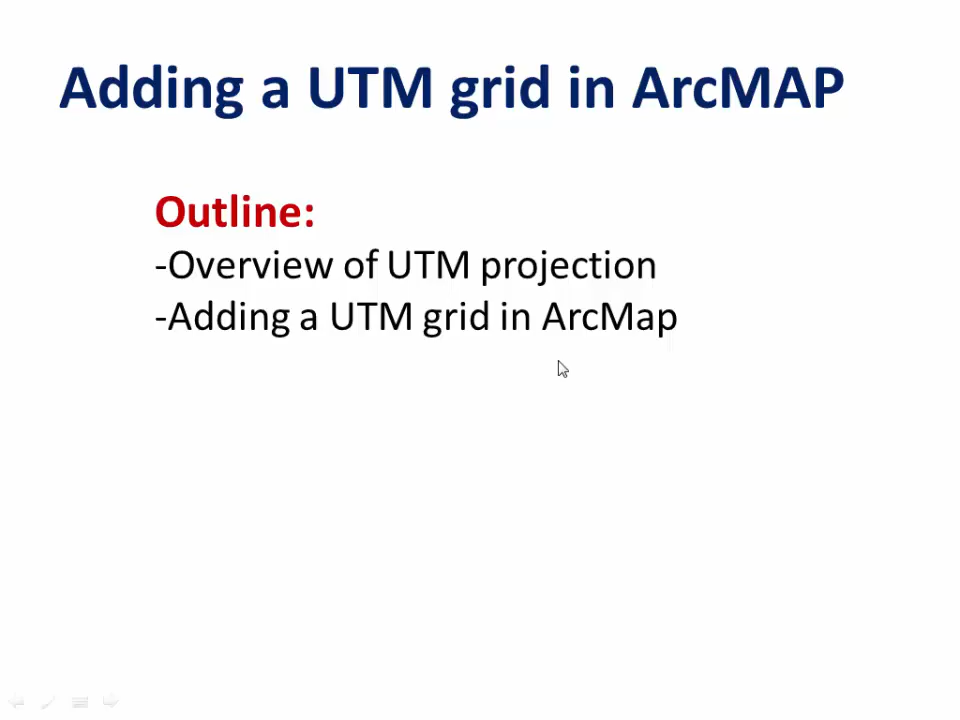 Adding a UTM grid in ArcMAP
Outline:
-Overview of UTM projection
-Adding a UTM grid in ArcMap